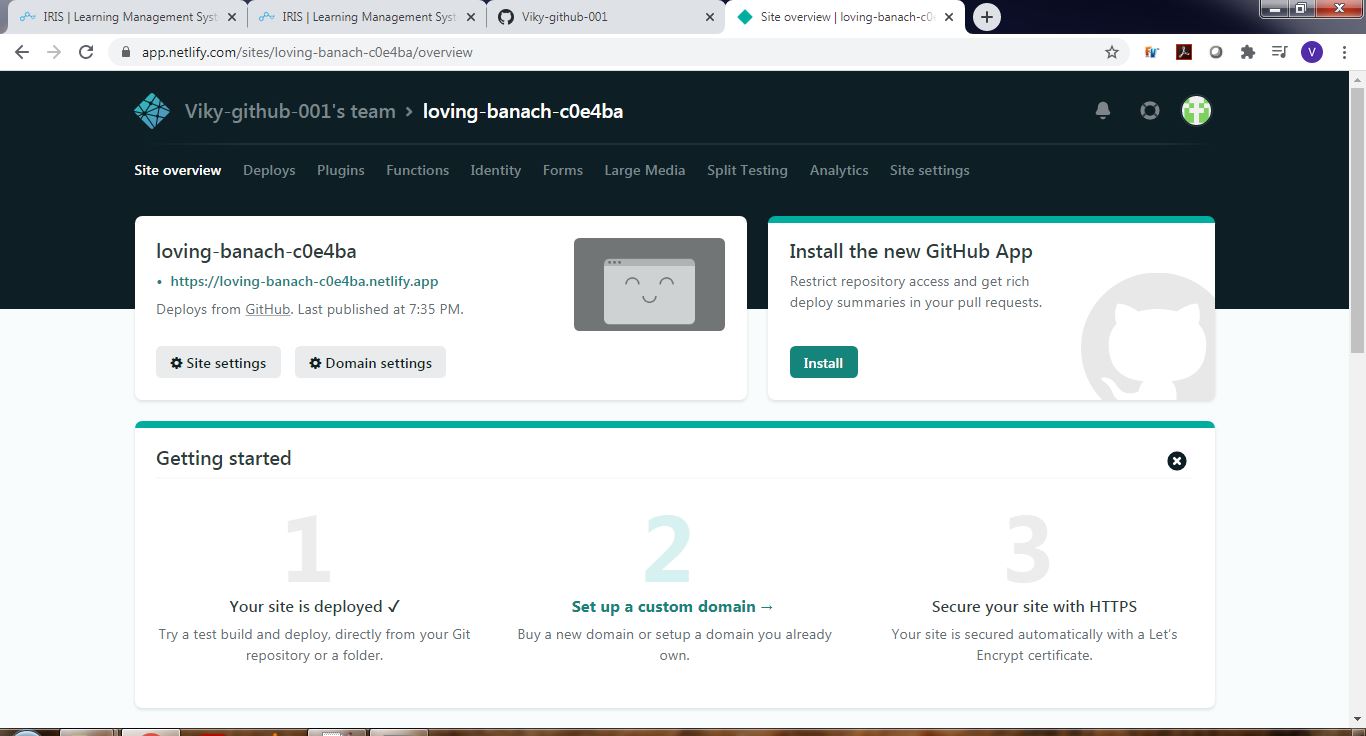 IRIS | Learning Management Syst
IRIS | Learning Management Syst
Viky-github-001
Site overview | loving-banach-c0e
app.netlify.com/sites/loving-banach-c0e4ba/overview
V
Viky-github-001's team > loving-banach-c0e4ba
Site overview Deploys Plugins Functions Identity Forms Large Media Split Testing Analytics Site settings
loving-banach-c0e4ba
• https://loving-banach-c0e4ba.netlify.app
Deploys from GitHub. Last published at 7:35 PM.
Site settings Domain settings
Install the new GitHub App
Restrict repository access and get rich
deploy summaries in your pull requests.
Install
Getting started
1
Your site is deployed ✓
Try a test build and deploy, directly from your Git
repository or a folder.
2
Set up a custom domain →
Buy a new domain or setup a domain you already
own.
3
Secure your site with HTTPS
Your site is secured automatically with a Let's
Encrypt certificate.